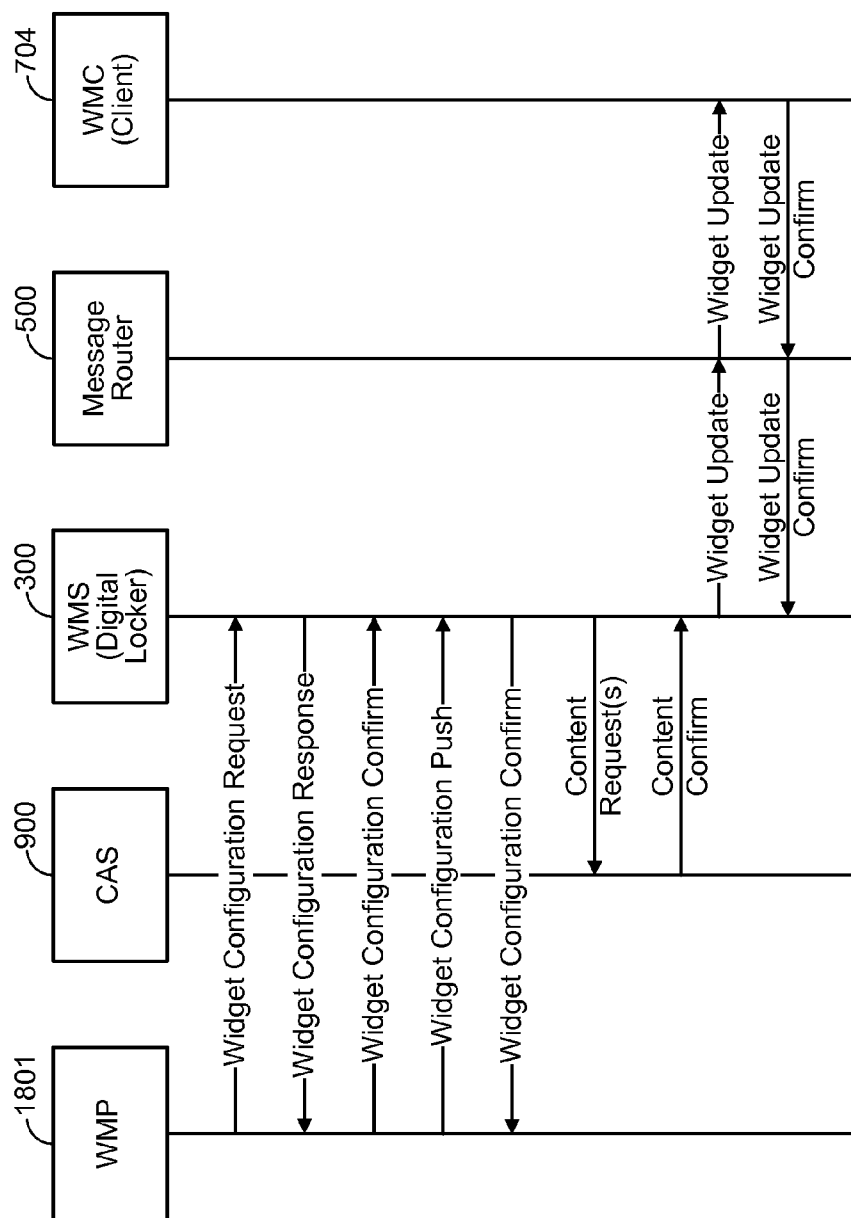 1801
900
300
500
704
WMP
CAS
WMS
(Digital
Locker)
Message
Router
WMC
(Client)
Widget Configuration Request
Widget Configuration Response
Widget Configuration Confirm
Widget Configuration Push
Widget Configuration Confirm
Content
Request(s)
Content
Confirm
Widget Update
Widget Update
Widget Update
Confirm
Widget Update
Confirm